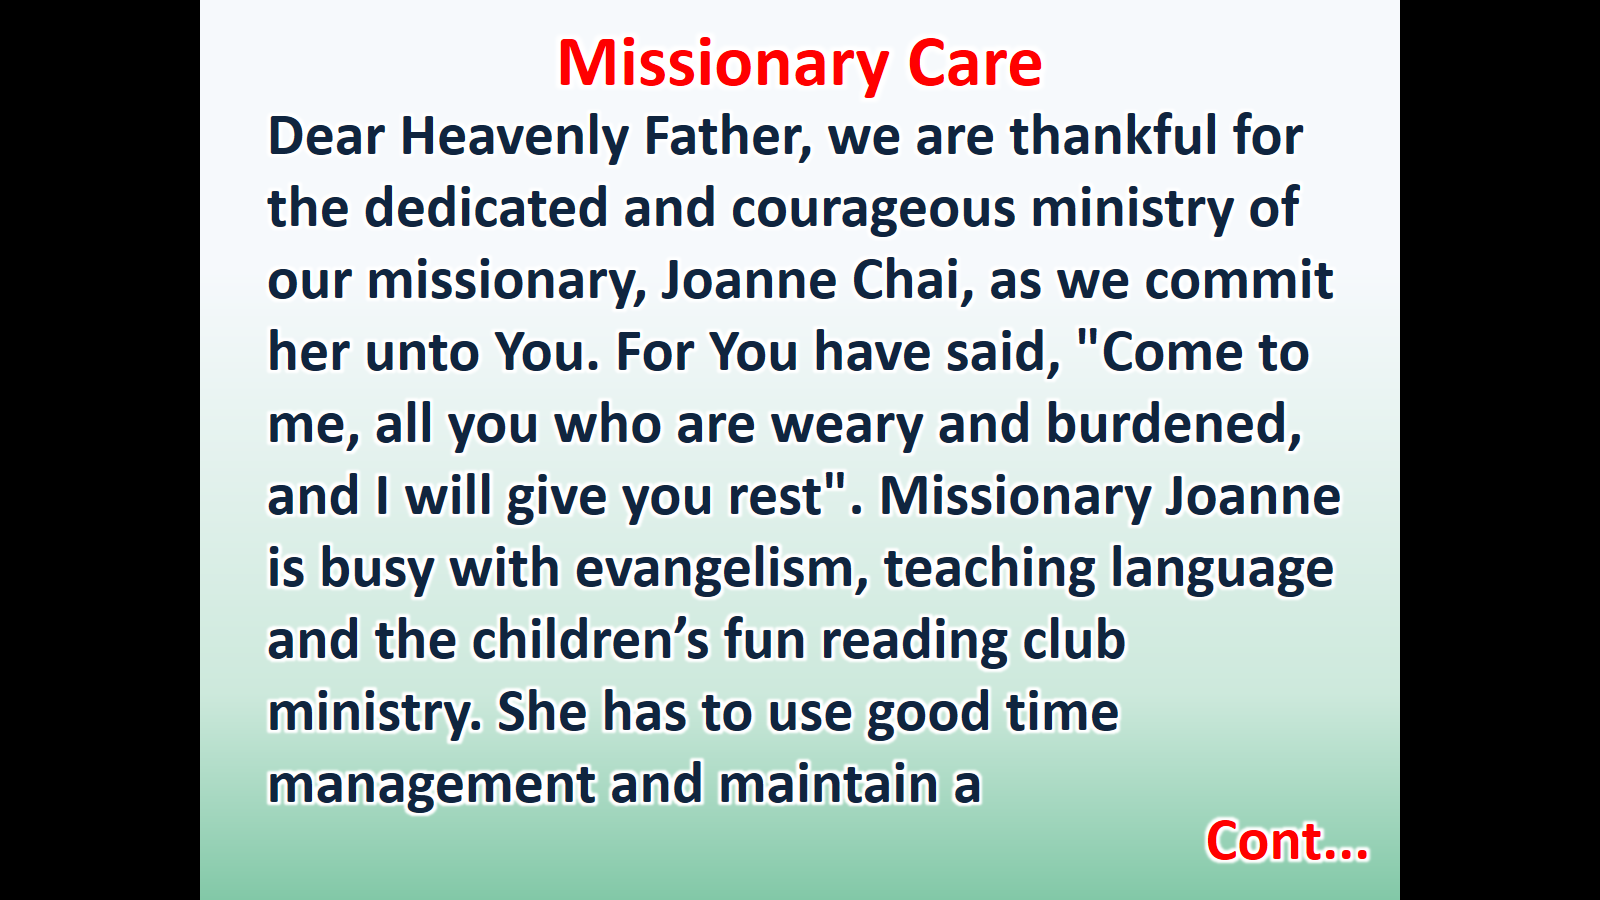 Missionary Care
Dear Heavenly Father, we are thankful for
the dedicated and courageous ministry of
our missionary, Joanne Chai, as we commit
her unto You. For You have said, "Come to
me, all you who are weary and burdened,
and I will give you rest". Missionary Joanne
is busy with evangelism, teaching language
and the children’s fun reading club
ministry. She has to use good time
management and maintain a
Cont...